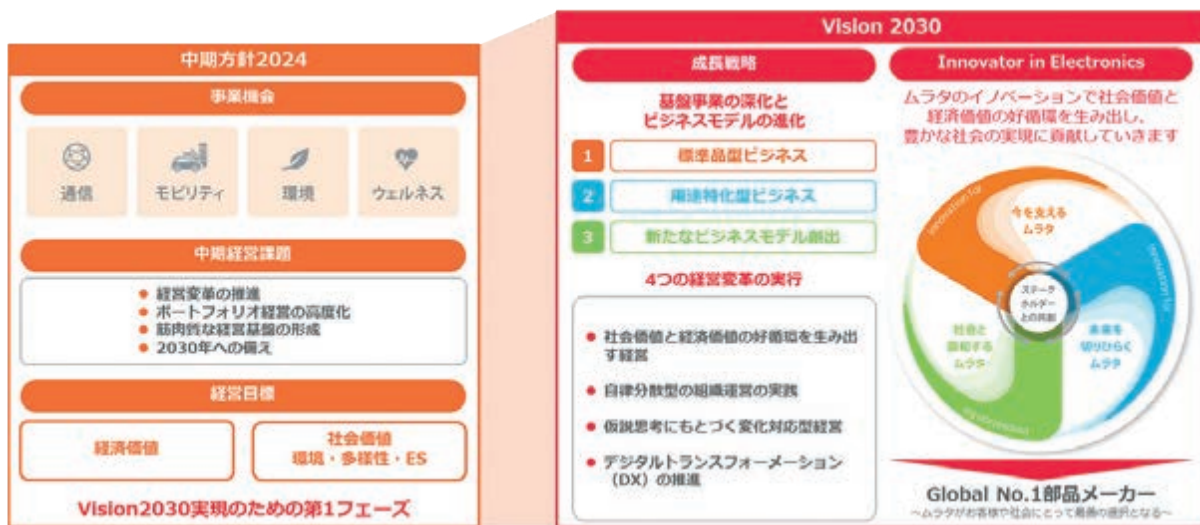 中期方針2024
事業機会
通信
モビリティ
環境
ウェルネス
中期経営課題
● 経営変革の推進
● ポートフォリオ経営の高度化
● 筋肉質な経営基盤の形成
● 2030年への備え
経営目標
経済価値
社会価値
環境・多様性・ES
Vision2030実現のための第1フェーズ
Vision 2030
成長戦略
基盤事業の深化と
ビジネスモデルの進化
1 標準品型ビジネス
2 用途特化型ビジネス
3 新たなビジネスモデル創出
4つの経営変革の実行
● 社会価値と経済価値の好循環を生み出
す経営
● 自律分散型の組織運営の実践
● 仮説思考にもとづく変化対応型経営
● デジタルトランスフォーメーション
(DX)の推進
Innovator in Electronics
ムラタのイノベーションで社会価値と
経済価値の好循環を生み出し、
豊かな社会の実現に貢献していきます
Innovation for
今を支える
ムラタ
Innovation for
未来を
切りひらく
ムラタ
Innovation by
社会と
調和する
ムラタ
ステーク
ホルダー
との共創
Global No.1部品メーカー
～ムラタがお客様や社会にとって最善の選択となる～